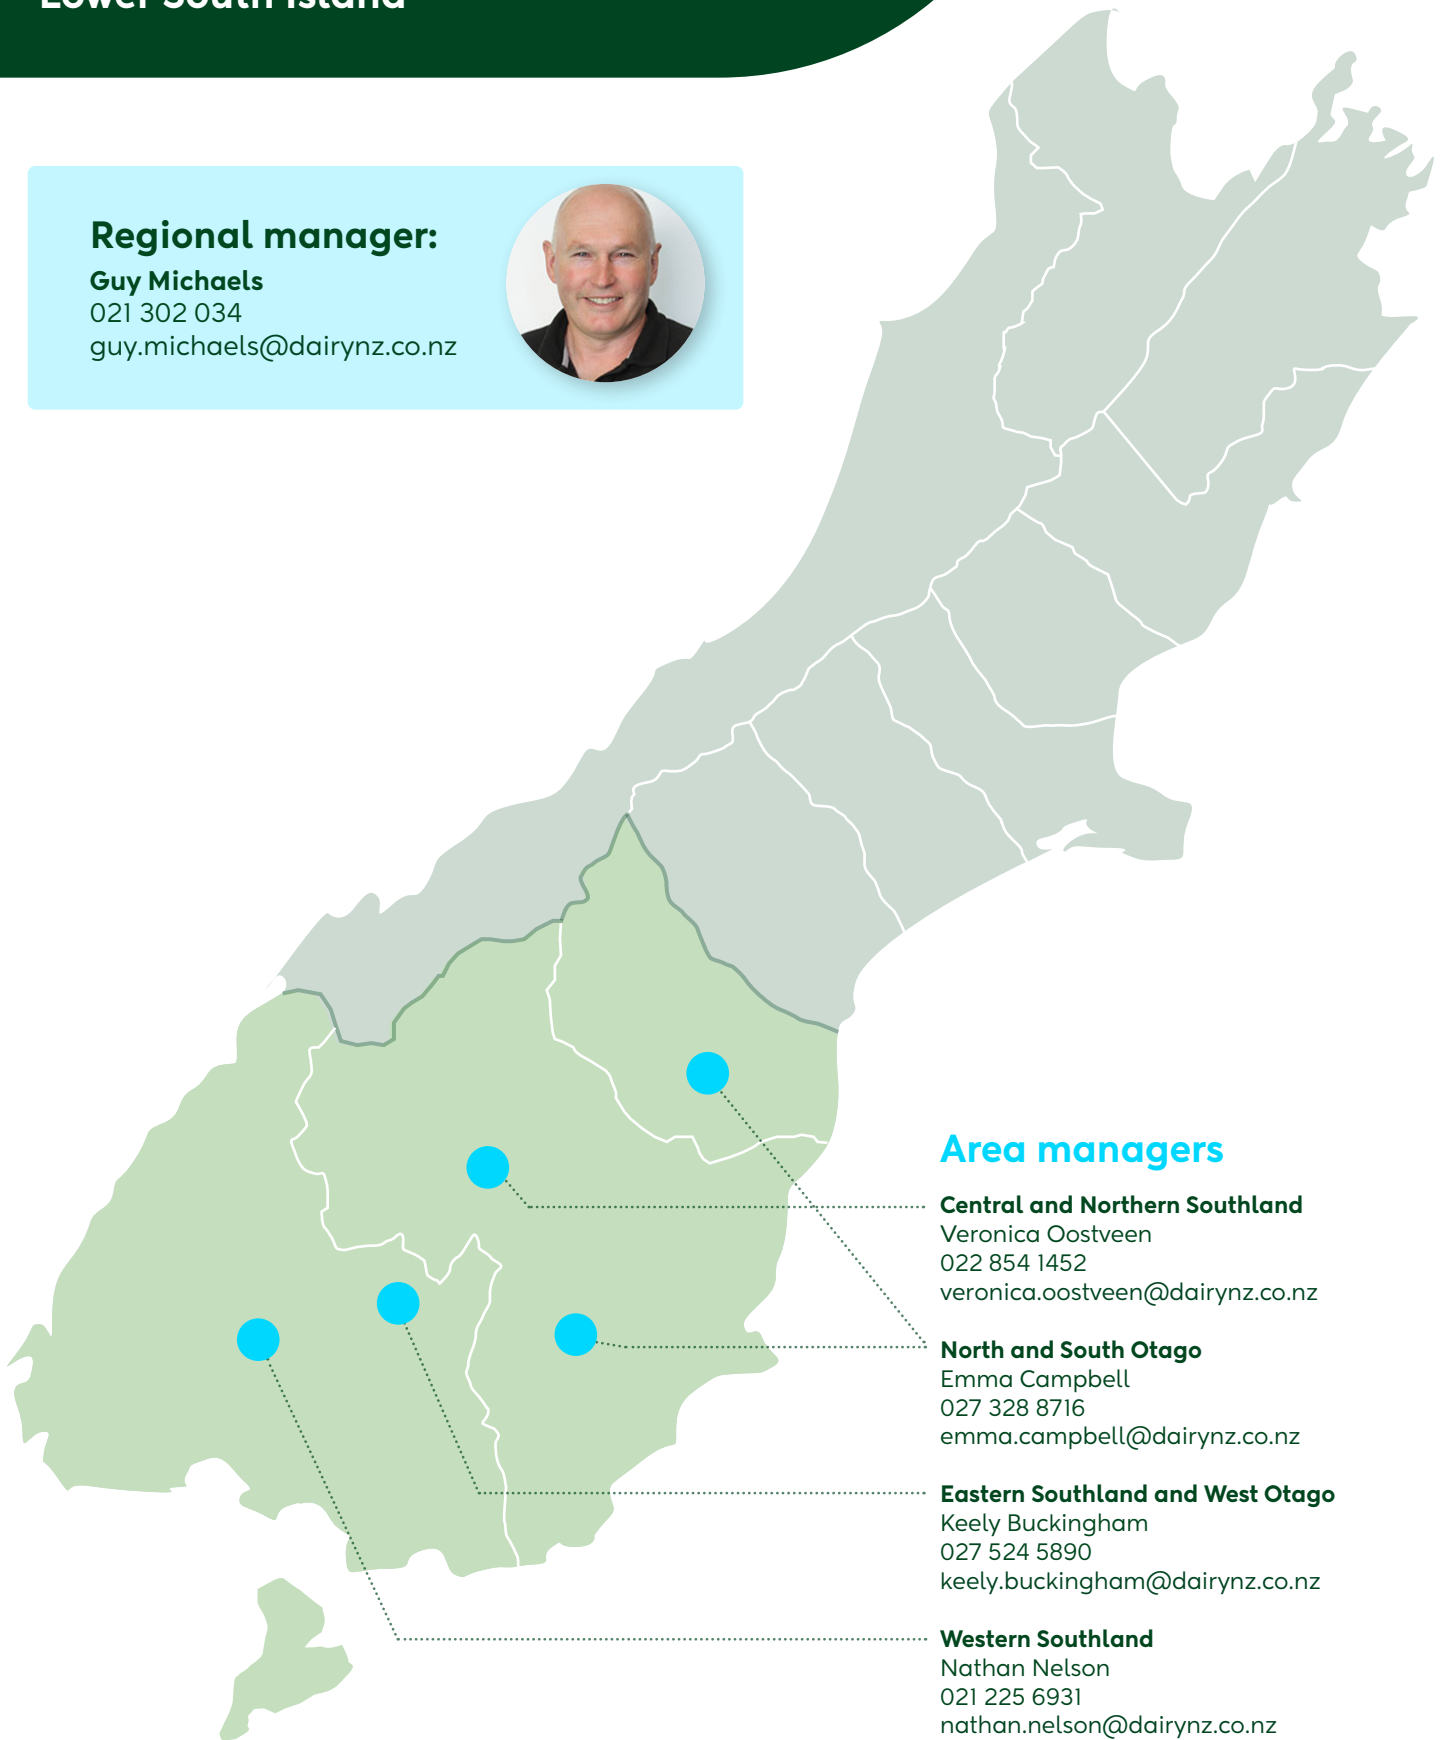 Lower South Island
Regional manager:
Guy Michaels
021 302 034
guy.michaels@dairynz.co.nz
Area managers
Central and Northern Southland
Veronica Oostveen
022 854 1452
veronica.oostveen@dairynz.co.nz
North and South Otago
Emma Campbell
027 328 8716
emma.campbell@dairynz.co.nz
Eastern Southland and West Otago
Keely Buckingham
027 524 5890
keely.buckingham@dairynz.co.nz
Western Southland
Nathan Nelson
021 225 6931
nathan.nelson@dairynz.co.nz